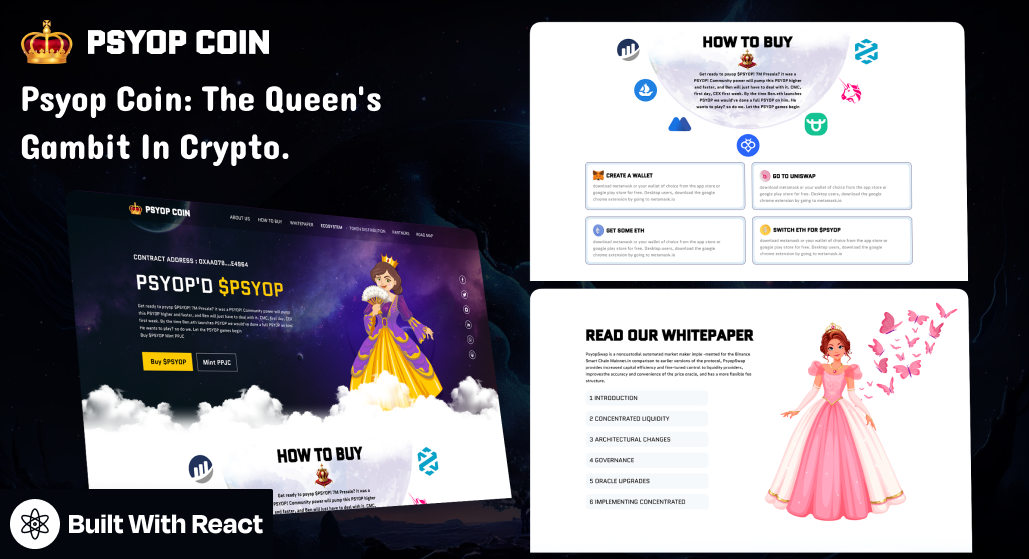 PSYOP COIN
Psyop Coin: The Queen's
Gambit In Crypto.
PSYOP COIN
ABOUT US HOW TO BUY WHITEPAPER ECOSYSTEM TOKEN DISTRIBUTION PARTNERS ROAD MAP
CONTRACT ADDRESS : 0XAA079...E4964
PSYOP'D $PSYOP
Get ready to psyop $PSYOP! 7M Presale? it was a PSYOP! Community power will pump
this PSYOP higher and faster, and Ben will just have to deal with it. CMC, first day, CEX
first week. By the time Ben.eth launches PSYOP we would've done a full PSYOP on him
He wants to play? so do we. Let the PSYOP games begin
Buy $PSYOP Mint PPJC
Buy $PSYOP
Mint PPJC
HOW TO BUY
Get ready to psyop $PSYOP! 7M Presale? it was a
PSYOP! Community power will pump this PSYOP higher
and faster, and Ben will just have to deal with it. CMC,
Built With React
HOW TO BUY
Get ready to psyop $PSYOP! 7M Presale? it was a
PSYOP! Community power will pump this PSYOP higher
and faster, and Ben will just have to deal with it. CMC,
first day, CEX first week. By the time Ben.eth launches
PSYOP we would've done a full PSYOP on him. He
wants to play? so do we. Let the PSYOP games begin
CREATE A WALLET
download metamask or your wallet of choice from the app store or
google play store for free. Desktop users, download the google
chrome extension by going to metamask.io
GO TO UNISWAP
download metamask or your wallet of choice from the app store or
google play store for free. Desktop users, download the google
chrome extension by going to metamask.io
GET SOME ETH
download metamask or your wallet of choice from the app store or
google play store for free. Desktop users, download the google
chrome extension by going to metamask.io
SWITCH ETH FOR $PSYOP
download metamask or your wallet of choice from the app store or
google play store for free. Desktop users, download the google
chrome extension by going to metamask.io
READ OUR WHITEPAPER
PsyopSwap is a noncustodial automated market maker imple -mented for the Binance
Smart Chain Mainnet.In comparison to earlier versions of the protocol, PsyopSwap
provides increased capital efficiency and fine-tuned control to liquidity providers,
improvesthe accuracy and convenience of the price oracle, and has a more flexible fee
structure.
1 INTRODUCTION
2 CONCENTRATED LIQUIDITY
3 ARCHITECTURAL CHANGES
4 GOVERNANCE
5 ORACLE UPGRADES
6 IMPLEMENTING CONCENTRATED